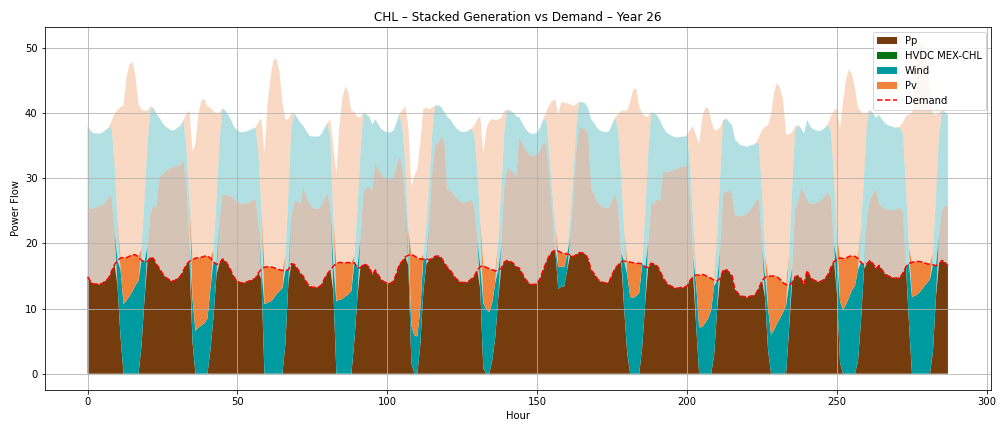 CHL – Stacked Generation vs Demand – Year 26
Power Flow
50
40
30
20
10
0
Pp
HVDC MEX-CHL
Wind
Pv
Demand
0 50 100 150 200 250 300
Hour